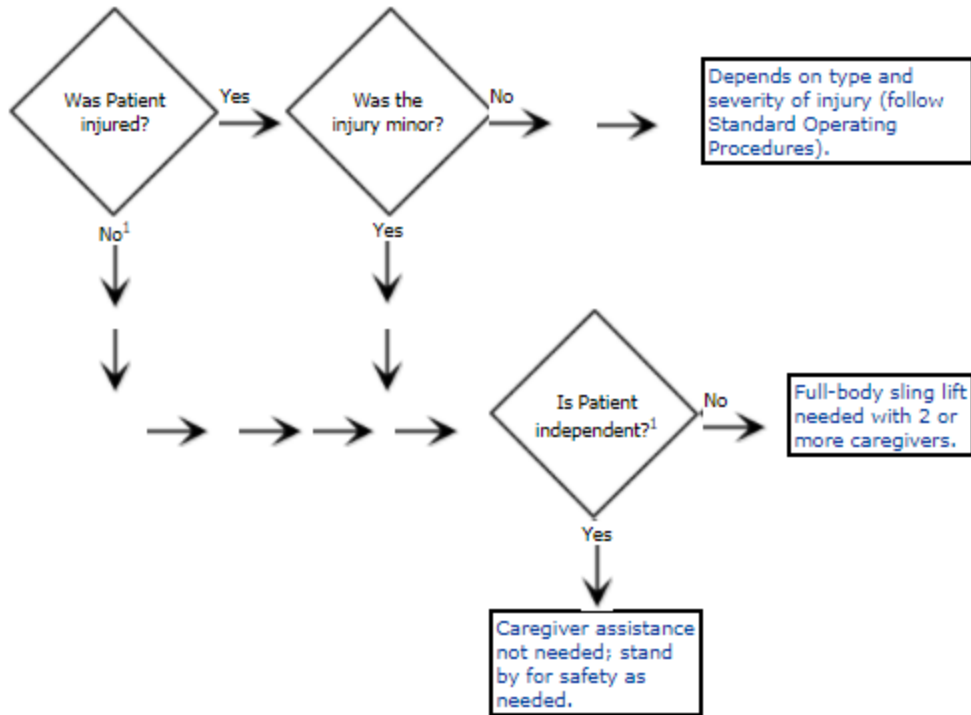 Was Patient
injured?
Yes
Was the
injury minor?
No
Depends on type and
severity of injury (follow
Standard Operating
Procedures).
No¹
Yes
Is Patient
independent?¹
No
Full-body sling lift
needed with 2 or
more caregivers.
Yes
Caregiver assistance
not needed; stand
by for safety as
needed.